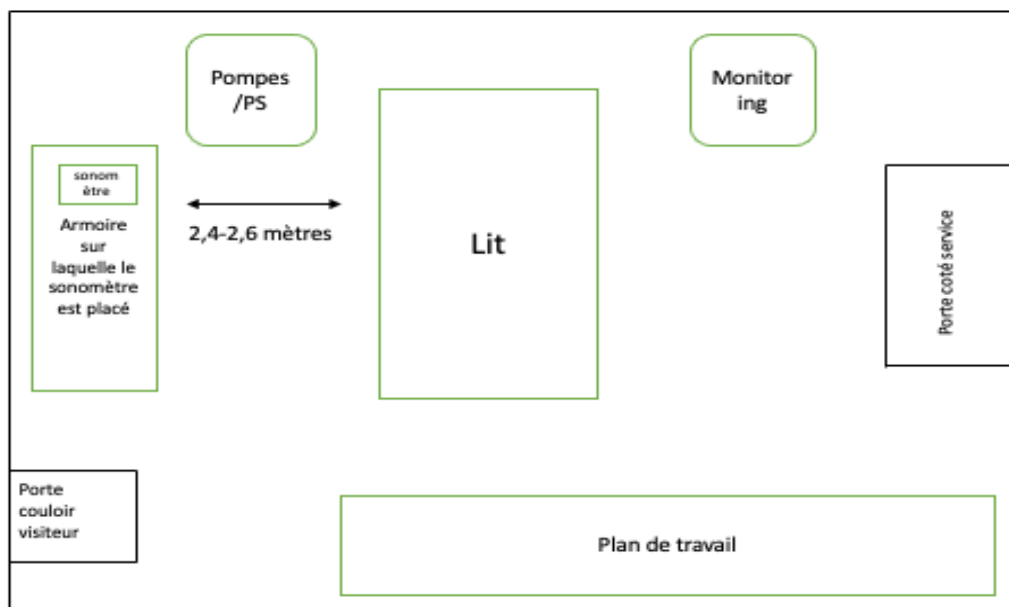 Pompes
/PS
Monitor
ing
sonom
ètre
Armoire
sur
laquelle le
sonomètre
est placé
2,4-2,6 mètres
Lit
Porte coté service
Porte
couloir
visiteur
Plan de travail